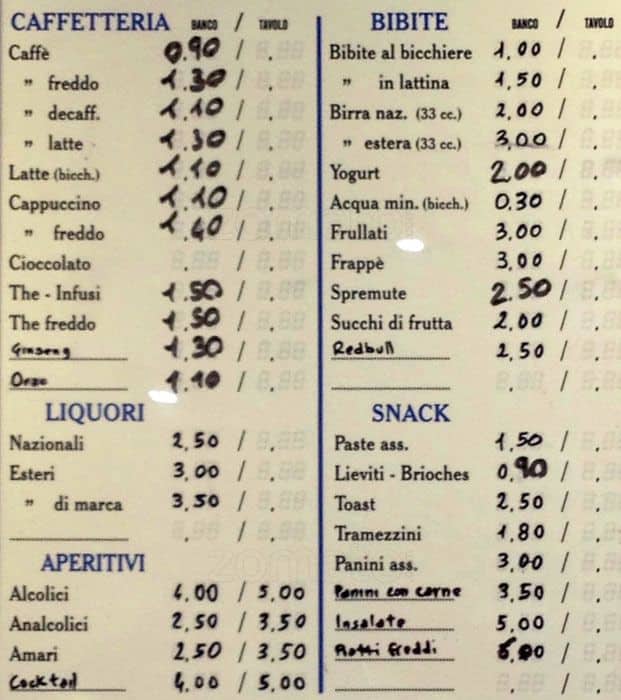 CAFFETTERIA BANCO / TAVOLO
Caffè 0.90 /
" freddo 1.30 /
" decaff. 1.10 /
" latte 1.30 /
Latte (bicch.) 1.10 /
Cappuccino 1.10 /
" freddo 1.40 /
Cioccolato /
The - Infusi 1.50 /
The freddo 1.50 /
Ginseng 1.30 /
Orzo 1.10 /
LIQUORI
Nazionali 2,50 /
Esteri 3,00 /
" di marca 3,50 /
APERITIVI
Alcolici 4,00 / 5,00
Analcolici 2,50 / 3,50
Amari 2,50 / 3,50
Cocktail 4,00 / 5,00
BIBITE BANCO / TAVOLO
Bibite al bicchiere 1,00 /
" in lattina 1,50 /
Birra naz. (33 cc.) 2,00 /
" estera (33 cc.) 3,00 /
Yogurt 2.00 /
Acqua min. (bicch.) 0.30 /
Frullati 3,00 /
Frappè 3,00 /
Spremute 2.50 /
Succhi di frutta 2,00 /
Redbull 2,50 /
SNACK
Paste ass. 1,50 /
Lieviti - Brioches 0,90 /
Toast 2,50 /
Tramezzini 1,80 /
Panini ass. 3,00 /
Panini con carne 3,50 /
Insalate 5,00 /
Piatti freddi 6,00 /